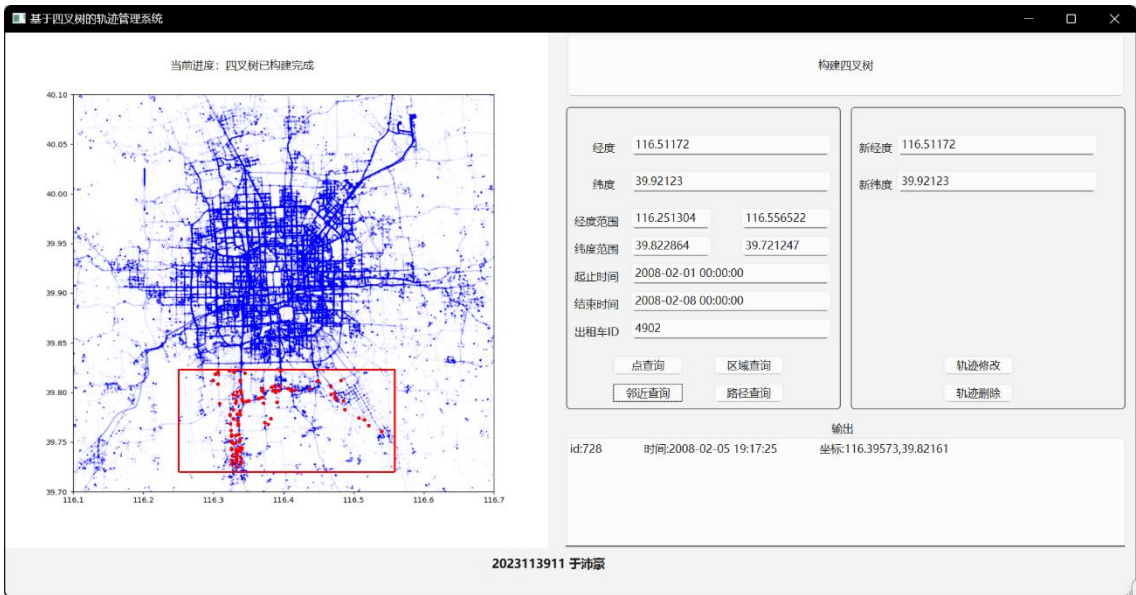 基于四叉树的轨迹管理系统
当前进度：四叉树已构建完成
40.10
40.05
40.00
39.95
39.90
39.85
39.80
39.75
39.70
116.1 116.2 116.3 116.4 116.5 116.6 116.7
构建四叉树
经度 116.51172
纬度 39.92123
经度范围 116.251304 116.556522
纬度范围 39.822864 39.721247
起止时间 2008-02-01 00:00:00
结束时间 2008-02-08 00:00:00
出租车ID 4902
点查询 区域查询
邻近查询 路径查询
新经度 116.51172
新纬度 39.92123
轨迹修改
轨迹删除
输出
id:728 时间:2008-02-05 19:17:25 坐标:116.39573,39.82161
2023113911 于沛豪